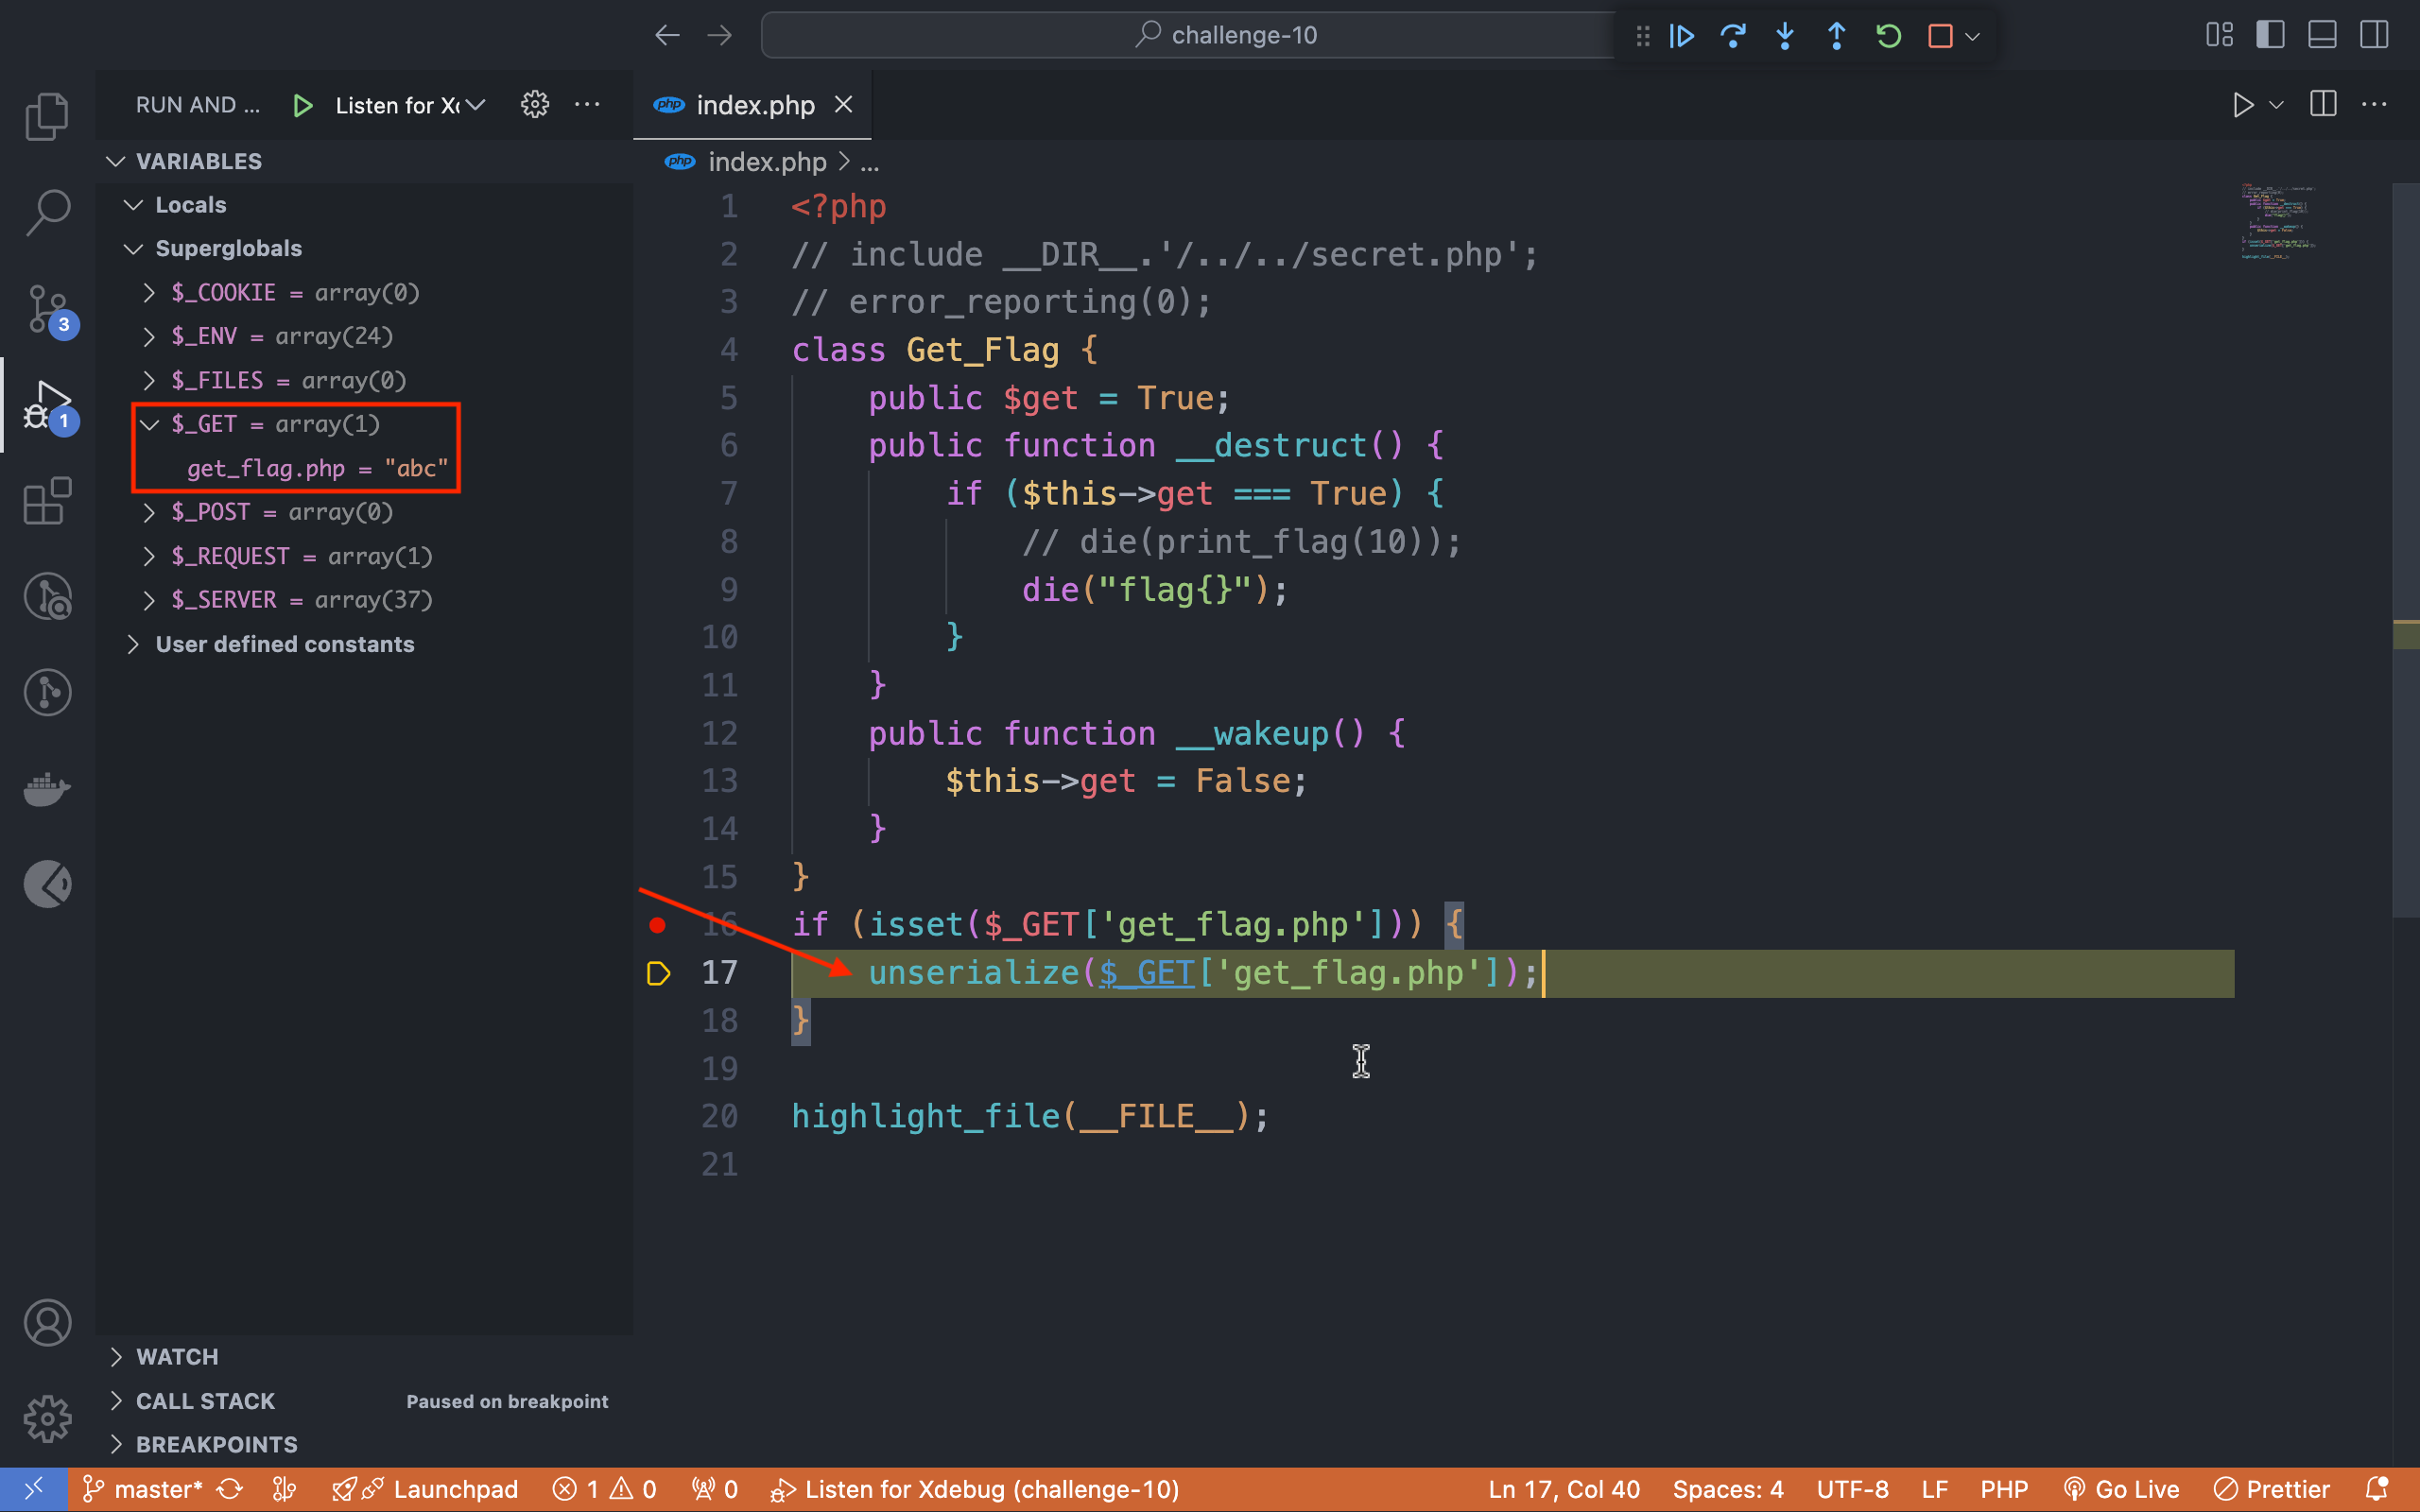 challenge-10
RUN AND ...
Listen for X
index.php
VARIABLES
index.php > ...
Locals
Superglobals
$_COOKIE = array(0)
$_ENV = array(24)
$_FILES = array(0)
$_GET = array(1)
get_flag.php = "abc"
$_POST = array(0)
$_REQUEST = array(1)
$_SERVER = array(37)
User defined constants
3
1
1 <?php
2 // include __DIR__.'/../../secret.php';
3 // error_reporting(0);
4 class Get_Flag {
5 public $get = True;
6 public function __destruct() {
7 if ($this->get === True) {
8 // die(print_flag(10));
9 die("flag{}");
10 }
11 }
12 public function __wakeup() {
13 $this->get = False;
14 }
15 }
16 if (isset($_GET['get_flag.php'])) {
17 unserialize($_GET['get_flag.php']);
18 }
19
20 highlight_file(__FILE__);
21
WATCH
CALL STACK Paused on breakpoint
BREAKPOINTS
master* Launchpad 1 0 0 Listen for Xdebug (challenge-10) Ln 17, Col 40 Spaces: 4 UTF-8 LF PHP Go Live Prettier